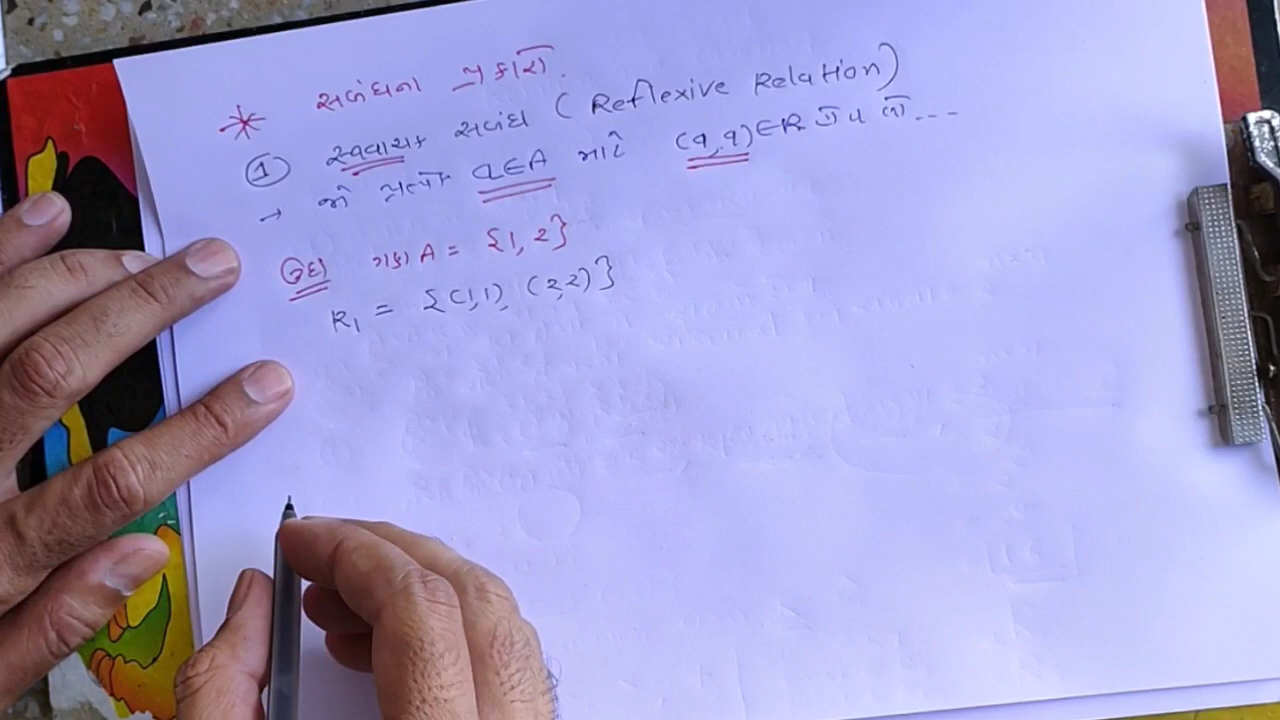 * સબંધના પ્રકારો.
① સ્વવાચક સબંધ (Reflexive Relation)
→ જો પ્રત્યેક a∈A માટે (a,a)∈R થાય તો...
ઉદા ગણ A = {1, 2}
R₁ = {(1,1), (2,2)}